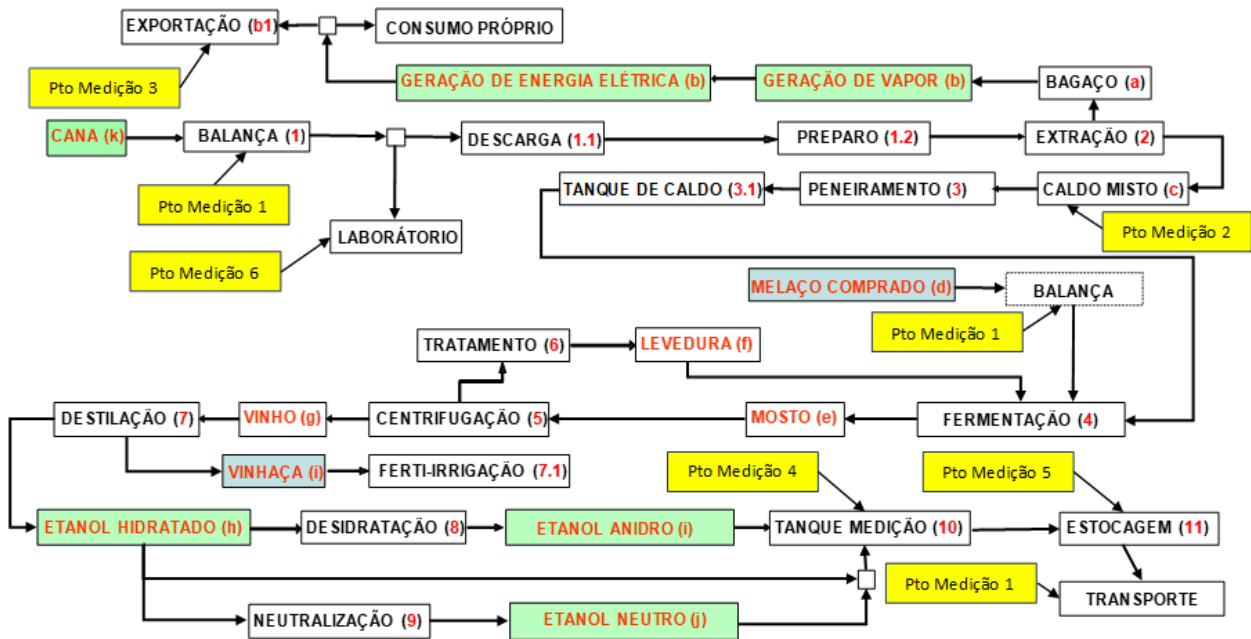 EXPORTAÇÃO (b1)
CONSUMO PRÓPRIO
Pto Medição 3
GERAÇÃO DE ENERGIA ELÉTRICA (b)
GERAÇÃO DE VAPOR (b)
BAGAÇO (a)
CANA (k)
BALANÇA (1)
DESCARGA (1.1)
PREPARO (1.2)
EXTRAÇÃO (2)
Pto Medição 1
TANQUE DE CALDO (3.1)
PENEIRAMENTO (3)
CALDO MISTO (c)
LABORÁTORIO
Pto Medição 2
Pto Medição 6
MELAÇO COMPRADO (d)
BALANÇA
Pto Medição 1
TRATAMENTO (6)
LEVEDURA (f)
DESTILAÇÃO (7)
VINHO (g)
CENTRIFUGAÇÃO (5)
MOSTO (e)
FERMENTAÇÃO (4)
VINHAÇA (i)
FERTI-IRRIGAÇÃO (7.1)
Pto Medição 4
Pto Medição 5
ETANOL HIDRATADO (h)
DESIDRATAÇÃO (8)
ETANOL ANIDRO (i)
TANQUE MEDIÇÃO (10)
ESTOCAGEM (11)
Pto Medição 1
TRANSPORTE
NEUTRALIZAÇÃO (9)
ETANOL NEUTRO (j)